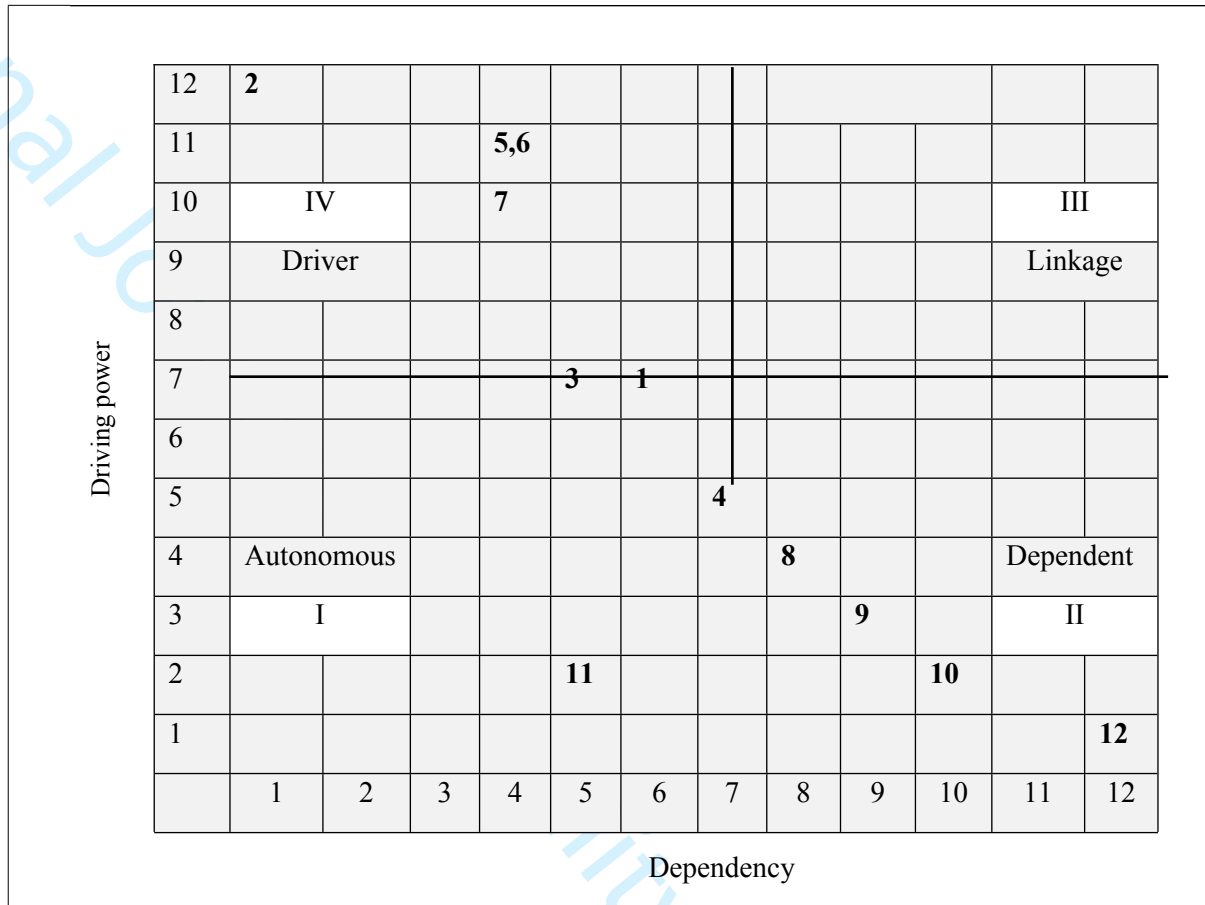 12 2
11 5,6
10 IV 7 III
9 Driver Linkage
8
7 3 1
6
5 4
4 Autonomous 8 Dependent
3 I 9 II
2 11 10
1 12
1 2 3 4 5 6 7 8 9 10 11 12
Driving power
Dependency
nal Jo